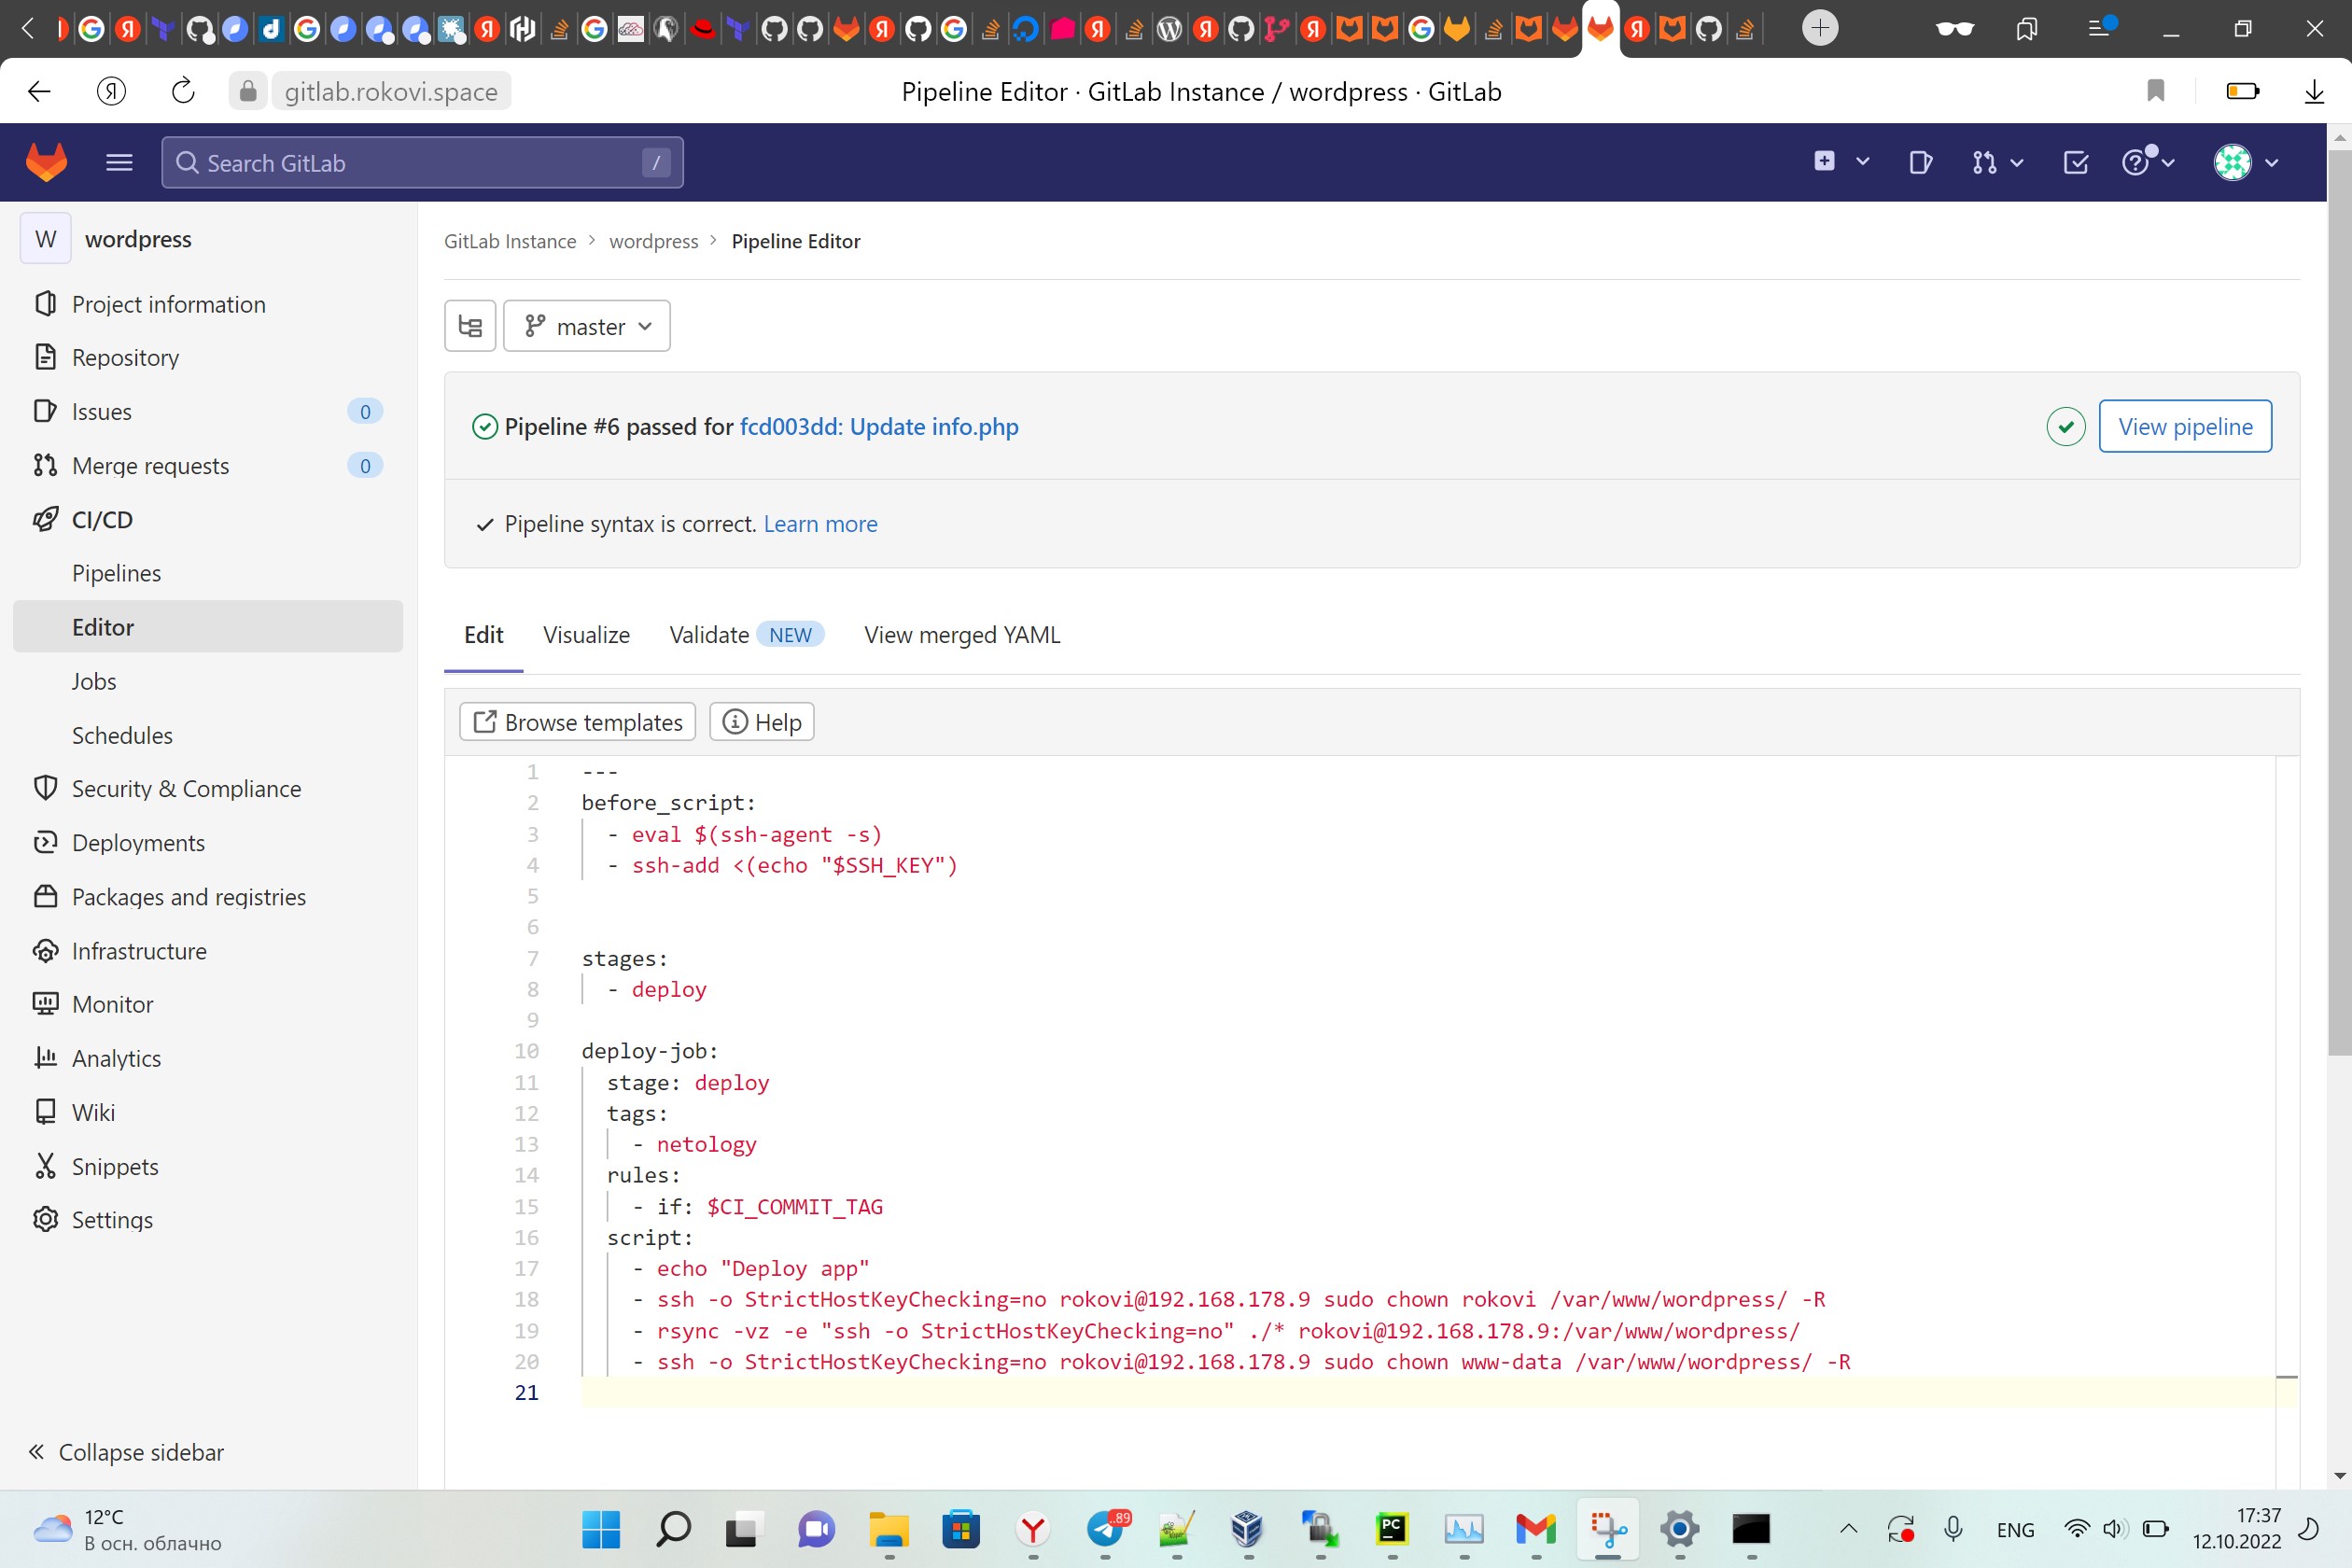 gitlab.rokovi.space
Pipeline Editor · GitLab Instance / wordpress · GitLab
Search GitLab
/
W
wordpress
Project information
Repository
Issues
0
Merge requests
0
CI/CD
Pipelines
Editor
Jobs
Schedules
Security & Compliance
Deployments
Packages and registries
Infrastructure
Monitor
Analytics
Wiki
Snippets
Settings
Collapse sidebar
GitLab Instance > wordpress > Pipeline Editor
master
Pipeline #6 passed for fcd003dd: Update info.php
View pipeline
Pipeline syntax is correct. Learn more
Edit
Visualize
Validate NEW
View merged YAML
Browse templates
Help
1 ---
2 before_script:
3   - eval $(ssh-agent -s)
4   - ssh-add <(echo "$SSH_KEY")
5
6
7 stages:
8   - deploy
9
10 deploy-job:
11   stage: deploy
12   tags:
13     - netology
14   rules:
15     - if: $CI_COMMIT_TAG
16   script:
17     - echo "Deploy app"
18     - ssh -o StrictHostKeyChecking=no rokovi@192.168.178.9 sudo chown rokovi /var/www/wordpress/ -R
19     - rsync -vz -e "ssh -o StrictHostKeyChecking=no" ./* rokovi@192.168.178.9:/var/www/wordpress/
20     - ssh -o StrictHostKeyChecking=no rokovi@192.168.178.9 sudo chown www-data /var/www/wordpress/ -R
21
12°C
В осн. облачно
..89
PC
ENG
17:37
12.10.2022